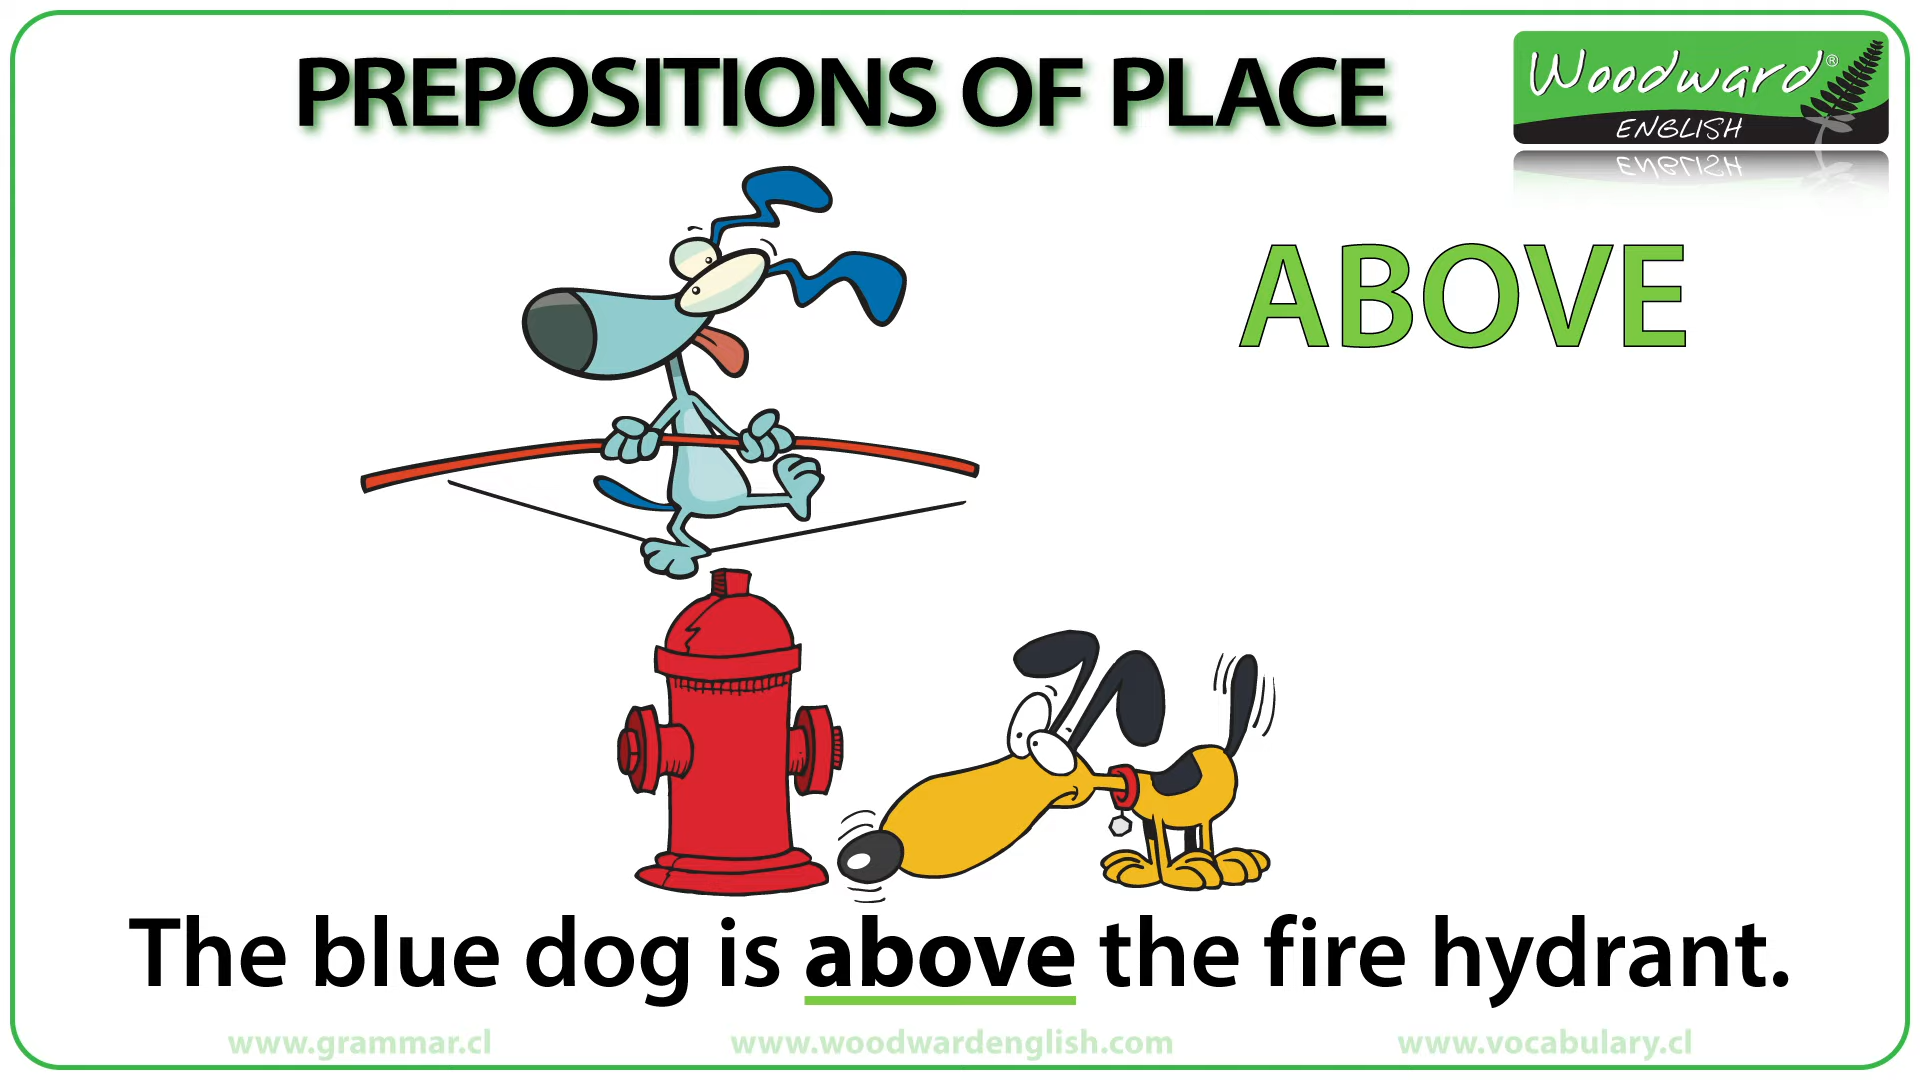 PREPOSITIONS OF PLACE
Woodward®
ENGLISH
ABOVE
The blue dog is above the fire hydrant.
www.grammar.cl
www.woodwardenglish.com
www.vocabulary.cl